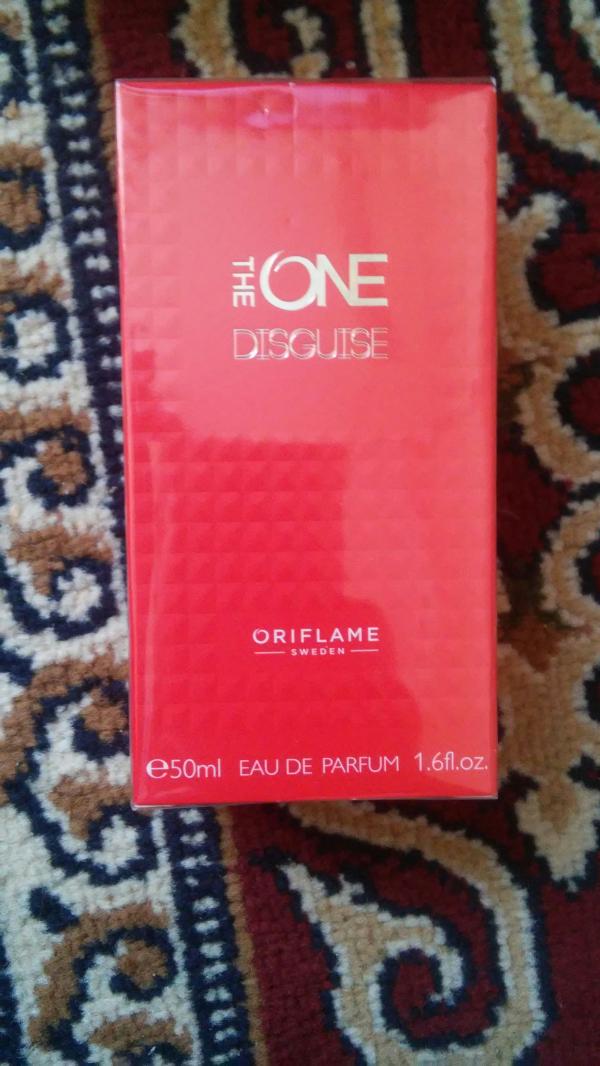 THE ONE
DISGUISE
ORIFLAME
SWEDEN
℮50ml EAU DE PARFUM 1.6fl.oz.